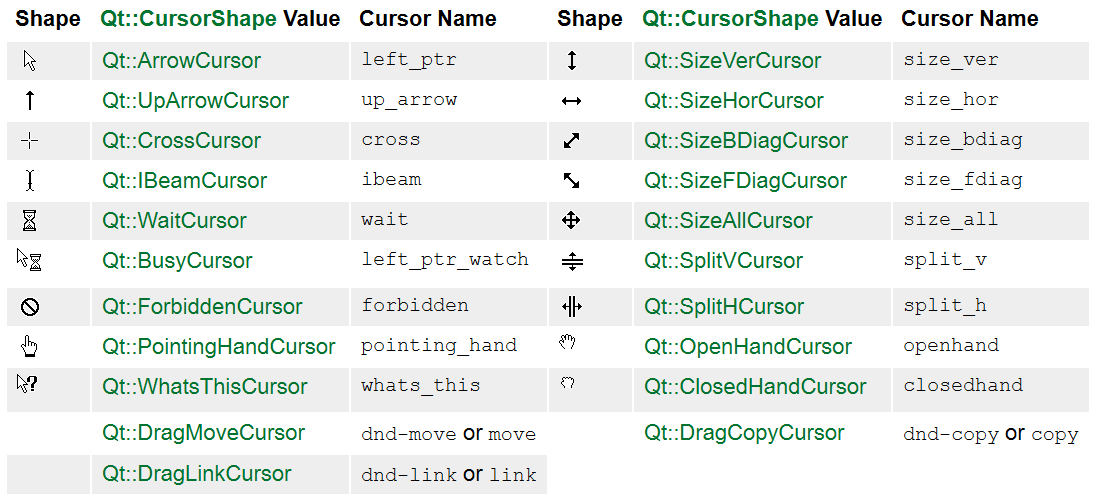 Shape Qt::CursorShape Value Cursor Name Shape Qt::CursorShape Value Cursor Name
Qt::ArrowCursor left_ptr Qt::SizeVerCursor size_ver
Qt::UpArrowCursor up_arrow Qt::SizeHorCursor size_hor
Qt::CrossCursor cross Qt::SizeBDiagCursor size_bdiag
Qt::IBeamCursor ibeam Qt::SizeFDiagCursor size_fdiag
Qt::WaitCursor wait Qt::SizeAllCursor size_all
Qt::BusyCursor left_ptr_watch Qt::SplitVCursor split_v
Qt::ForbiddenCursor forbidden Qt::SplitHCursor split_h
Qt::PointingHandCursor pointing_hand Qt::OpenHandCursor openhand
Qt::WhatsThisCursor whats_this Qt::ClosedHandCursor closedhand
Qt::DragMoveCursor dnd-move or move Qt::DragCopyCursor dnd-copy or copy
Qt::DragLinkCursor dnd-link or link